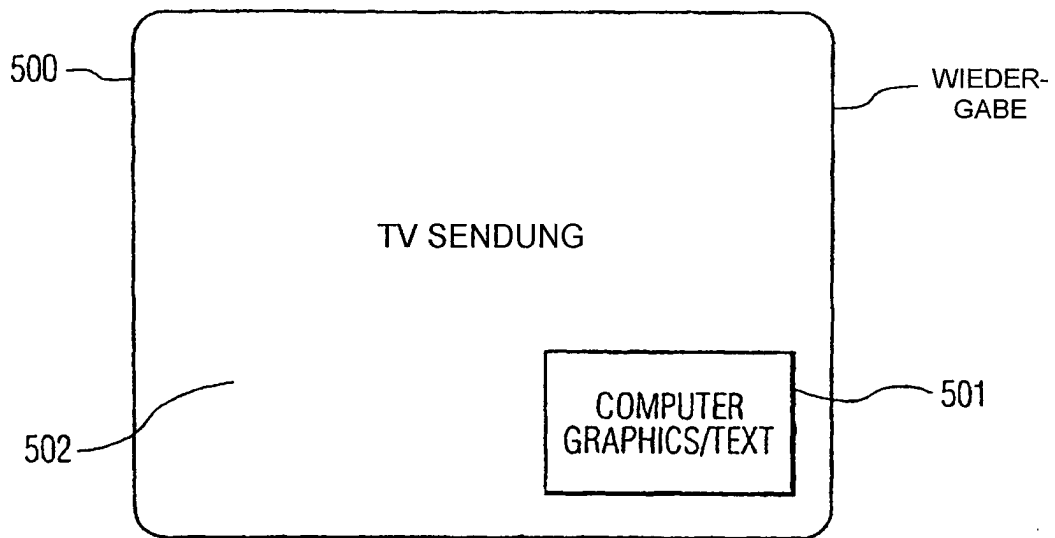 500
WIEDER-
GABE
TV SENDUNG
501
COMPUTER
GRAPHICS/TEXT
502